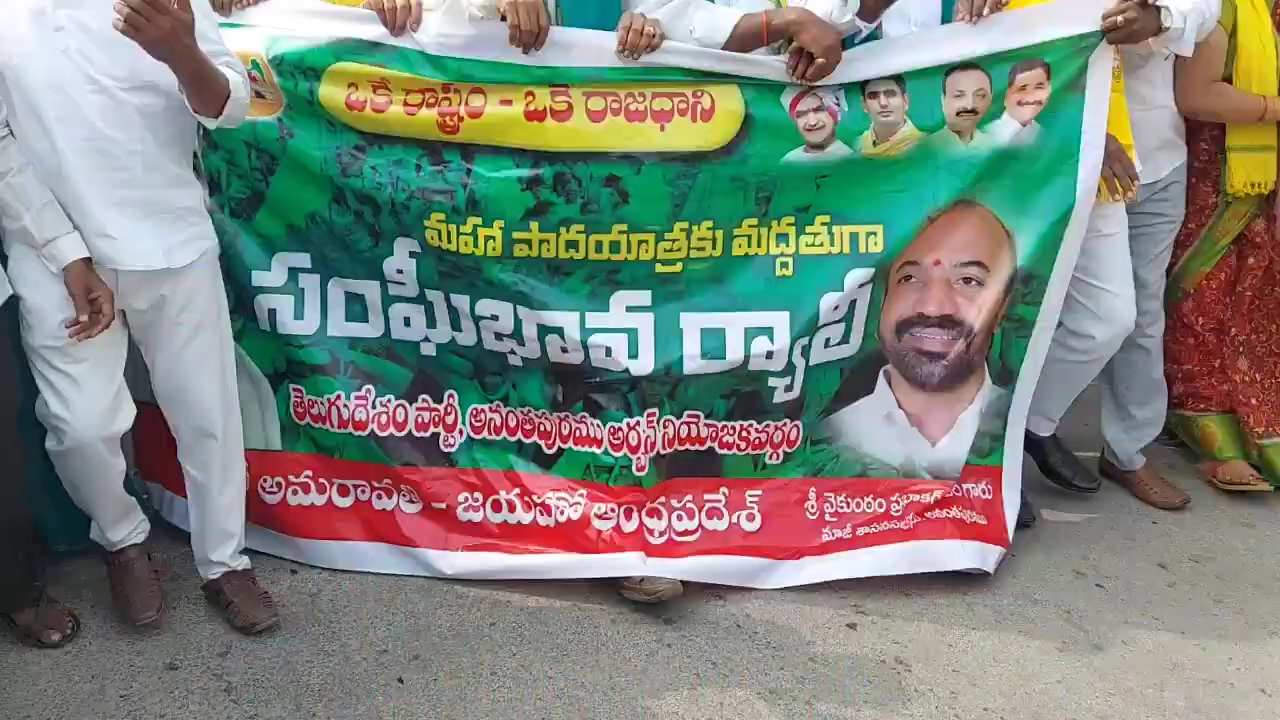 ఒకే రాష్ట్రం - ఒకే రాజధాని
మహా పాదయాత్రకు మద్దతుగా
సంఘీభావ ర్యాలీ
తెలుగుదేశం పార్టీ, అనంతపురము అర్బన్ నియోజకవర్గం
అమరావతి - జయహో ఆంధ్రప్రదేశ్
శ్రీ వైకుంఠం గారు
మాజీ